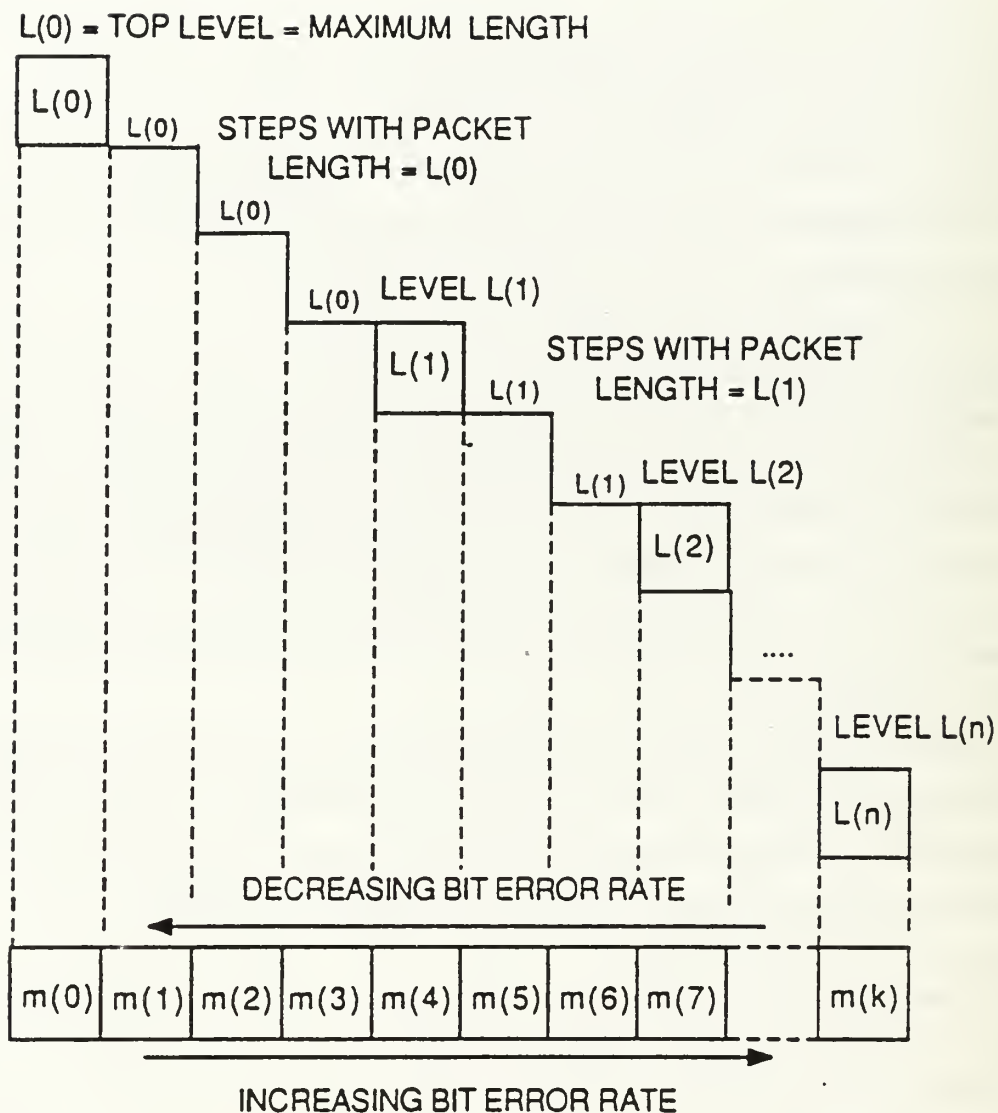 L(0) = TOP LEVEL = MAXIMUM LENGTH
L(0)
L(0)
STEPS WITH PACKET
LENGTH = L(0)
L(0)
L(0)
LEVEL L(1)
L(1)
STEPS WITH PACKET
LENGTH = L(1)
L(1)
L(1)
LEVEL L(2)
L(2)
....
LEVEL L(n)
L(n)
DECREASING BIT ERROR RATE
m(0) m(1) m(2) m(3) m(4) m(5) m(6) m(7) m(k)
INCREASING BIT ERROR RATE